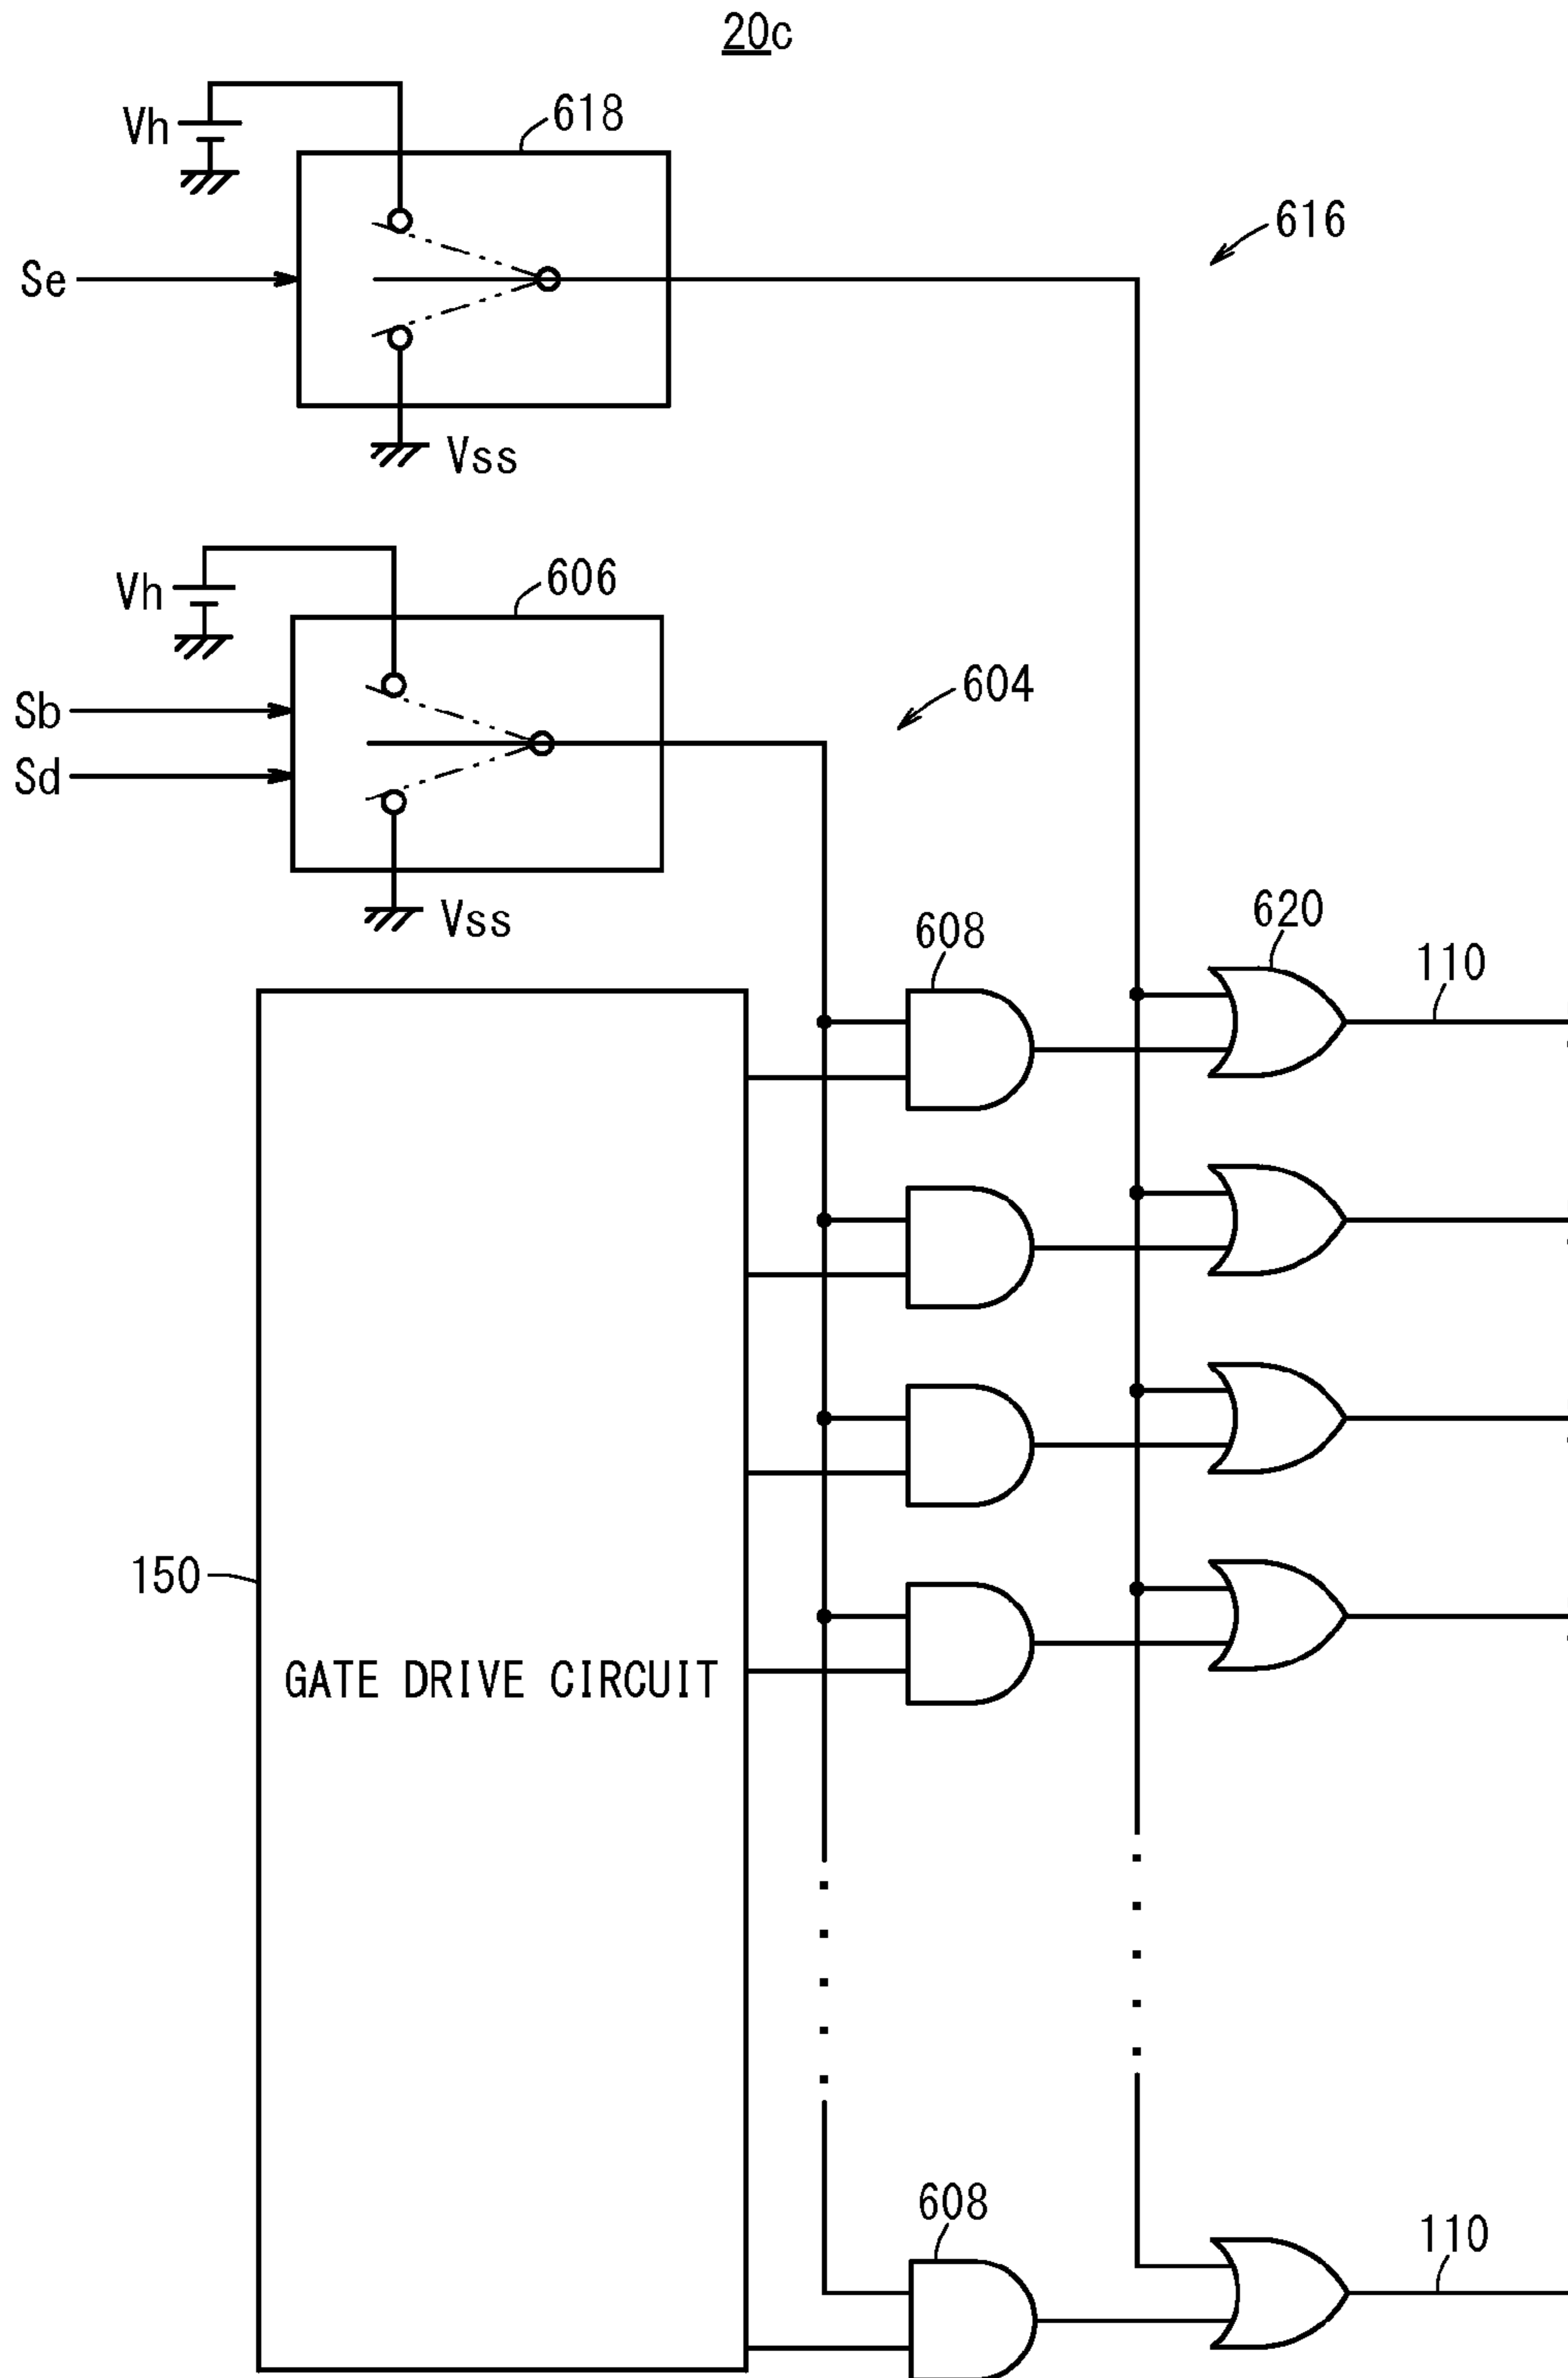 20c
Vh
618
616
Se
Vss
Vh
606
604
Sb
Sd
Vss
608
620
110
150
GATE DRIVE CIRCUIT
608
110